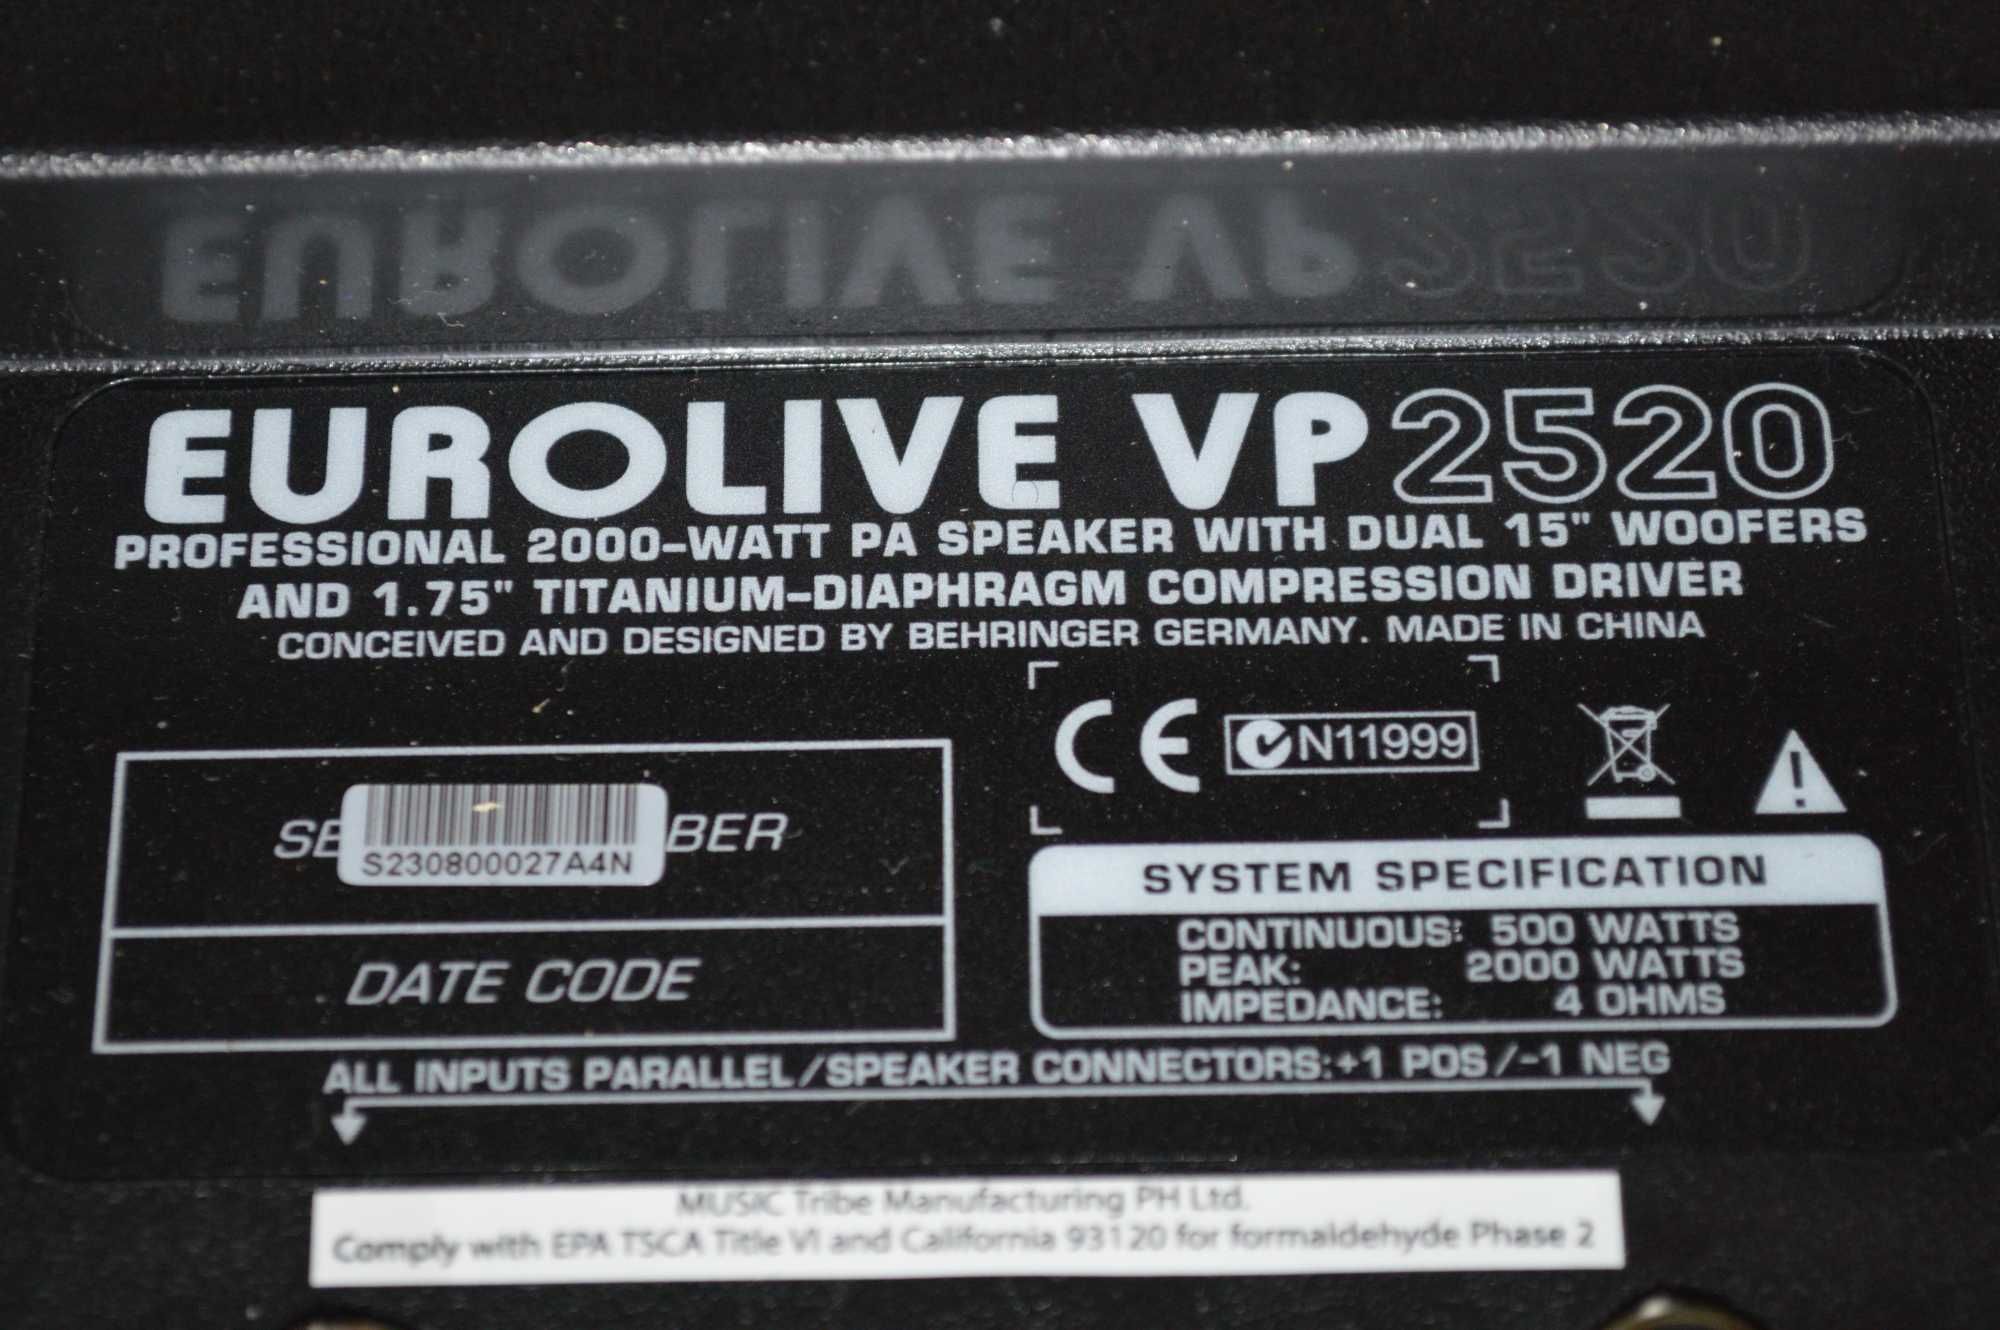 EUROLIVE VP2520
PROFESSIONAL 2000-WATT PA SPEAKER WITH DUAL 15" WOOFERS
AND 1.75" TITANIUM-DIAPHRAGM COMPRESSION DRIVER
CONCEIVED AND DESIGNED BY BEHRINGER GERMANY. MADE IN CHINA
CE N11999
SE BER
S230800027A4N
DATE CODE
SYSTEM SPECIFICATION
CONTINUOUS: 500 WATTS
PEAK: 2000 WATTS
IMPEDANCE: 4 OHMS
ALL INPUTS PARALLEL/SPEAKER CONNECTORS:+1 POS/-1 NEG
MUSIC Tribe Manufacturing PH Ltd.
Comply with EPA TSCA Title VI and California 93120 for formaldehyde Phase 2